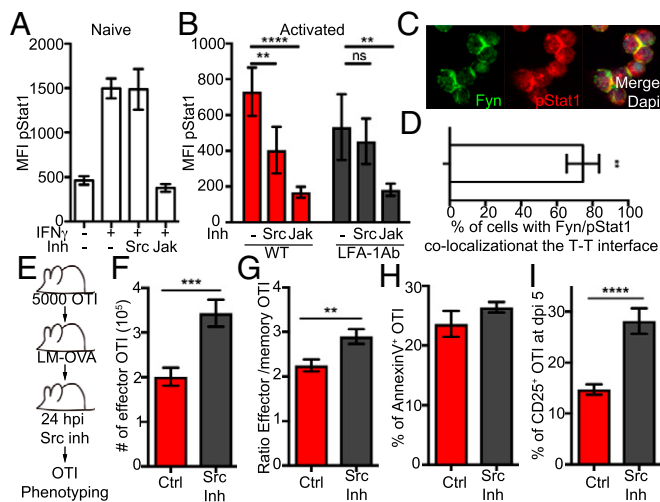 A
Naive
MFI pStat1
2000
1500
1000
500
0
IFNγ - + + +
Inh - - Src Jak
B
Activated
MFI pStat1
1000
800
600
400
200
0
****
**
**
ns
Inh - Src Jak - Src Jak
WT LFA-1Ab
C
Fyn
pStat1
Merge
Dapi
D
**
0 20 40 60 80 100
% of cells with Fyn/pStat1
co-localizationat the T-T interface
E
5000 OTI
LM-OVA
24 hpi
Src inh
OTI
Phenotyping
F
# of effector OTI (10⁵)
4
3
2
1
0
***
Ctrl Src
Inh
G
Ratio Effector /memory OTI
4
3
2
1
0
**
Ctrl Src
Inh
H
% of AnnexinV⁺ OTI
30
20
10
0
Ctrl Src
Inh
I
% of CD25⁺ OTI at dpi 5
40
30
20
10
0
****
Ctrl Src
Inh